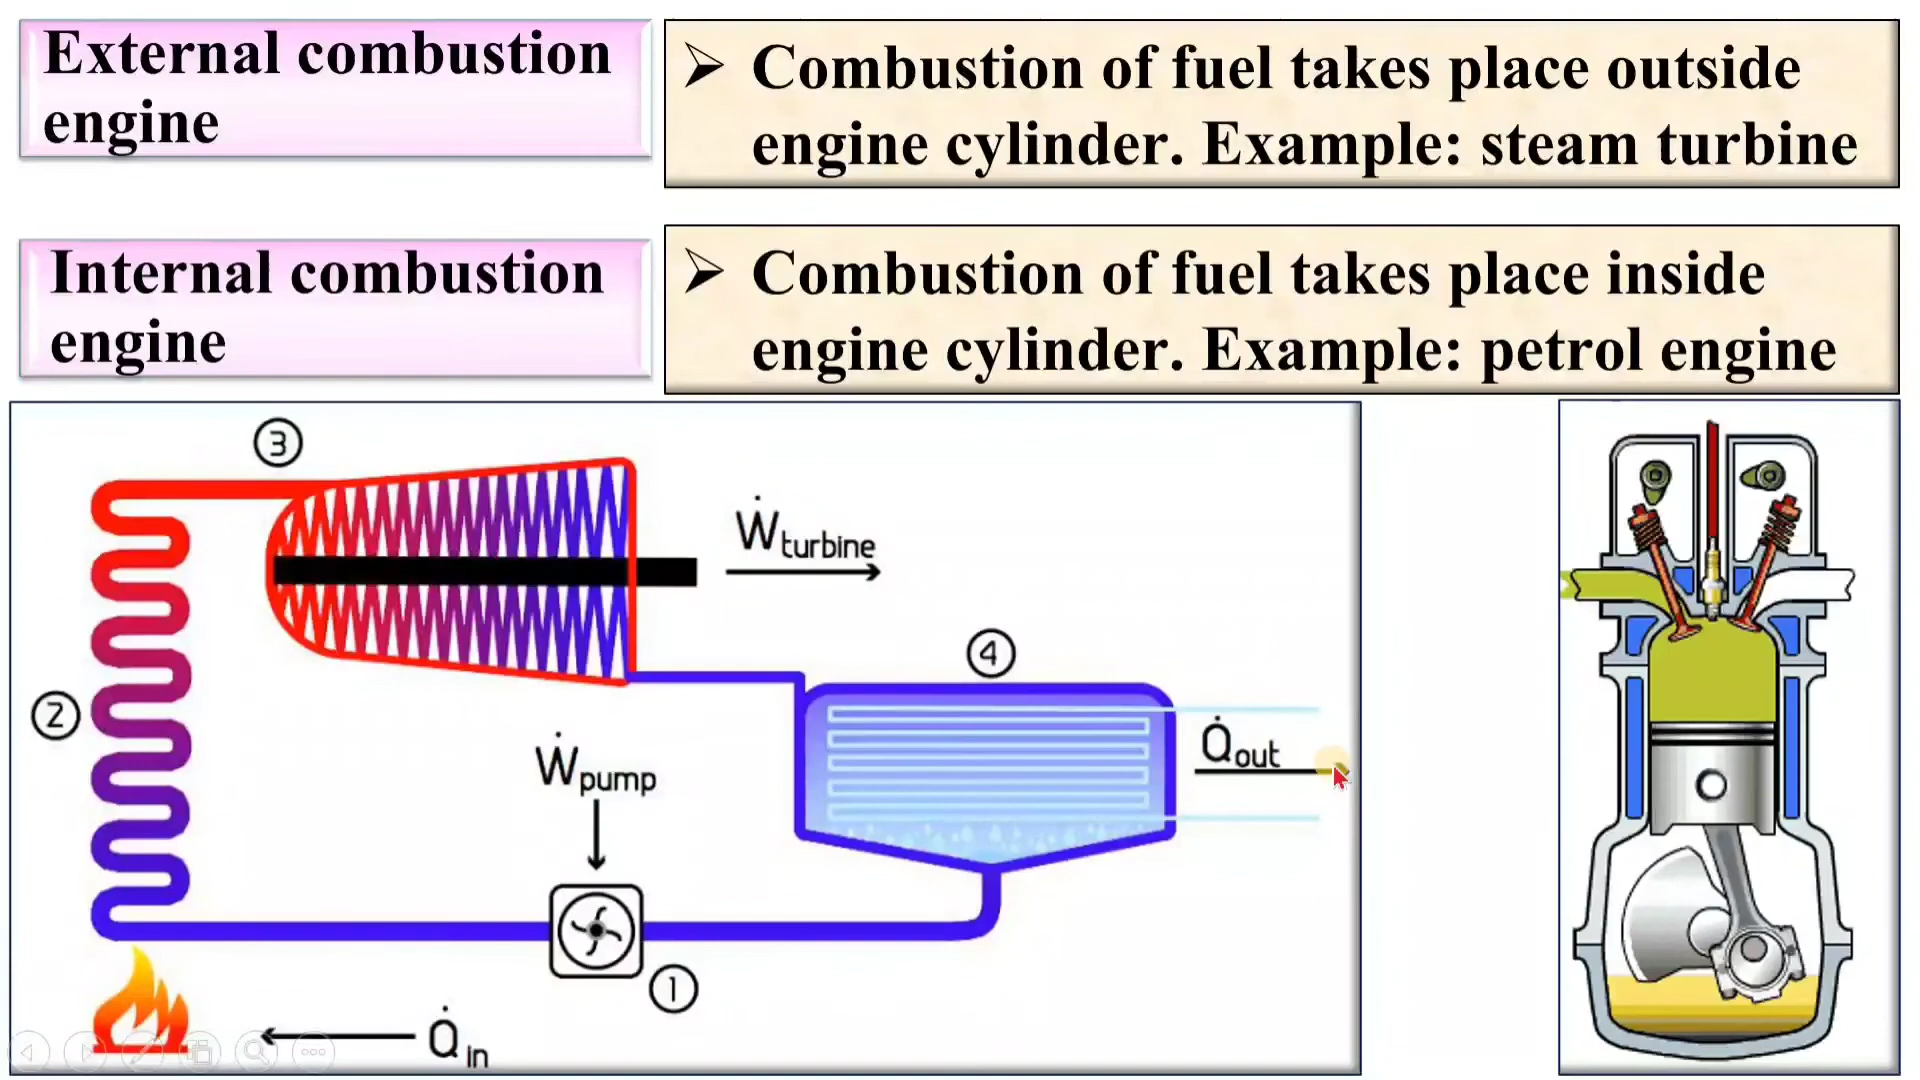 External combustion
engine
➢ Combustion of fuel takes place outside
engine cylinder. Example: steam turbine
Internal combustion
engine
➢ Combustion of fuel takes place inside
engine cylinder. Example: petrol engine
③
Ẇturbine
④
②
Q̇out
Ẇpump
①
Q̇in